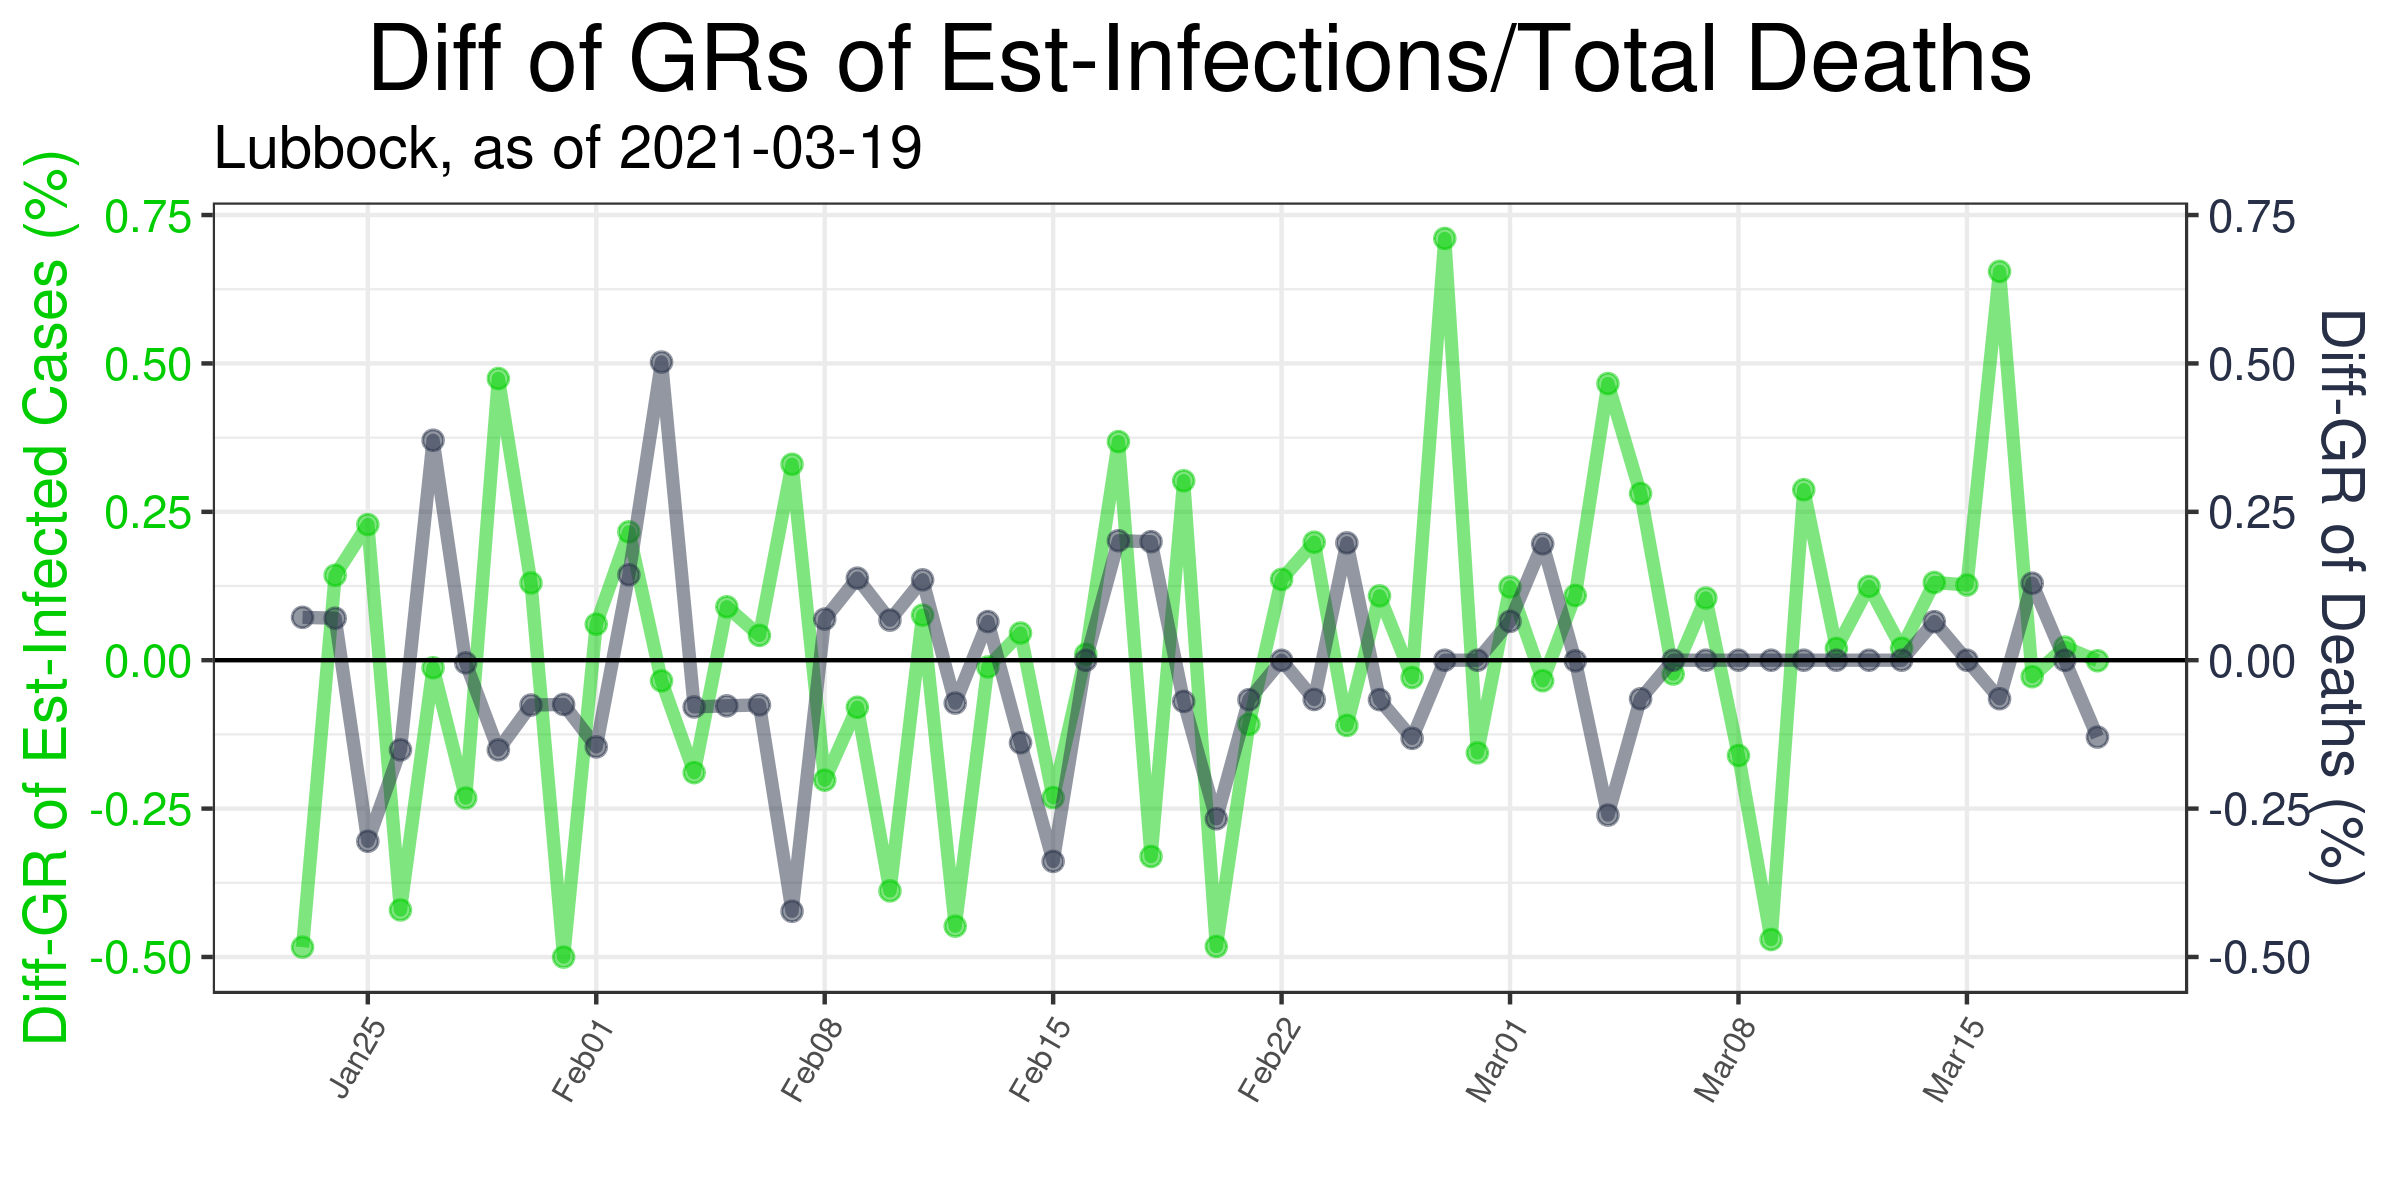 Diff of GRs of Est-Infections/Total Deaths
Lubbock, as of 2021-03-19
Diff-GR of Est-Infected Cases (%)
0.75
0.50
0.25
0.00
-0.25
-0.50
0.75
0.50
0.25
0.00
-0.25
-0.50
Diff-GR of Deaths (%)
Jan25
Feb01
Feb08
Feb15
Feb22
Mar01
Mar08
Mar15